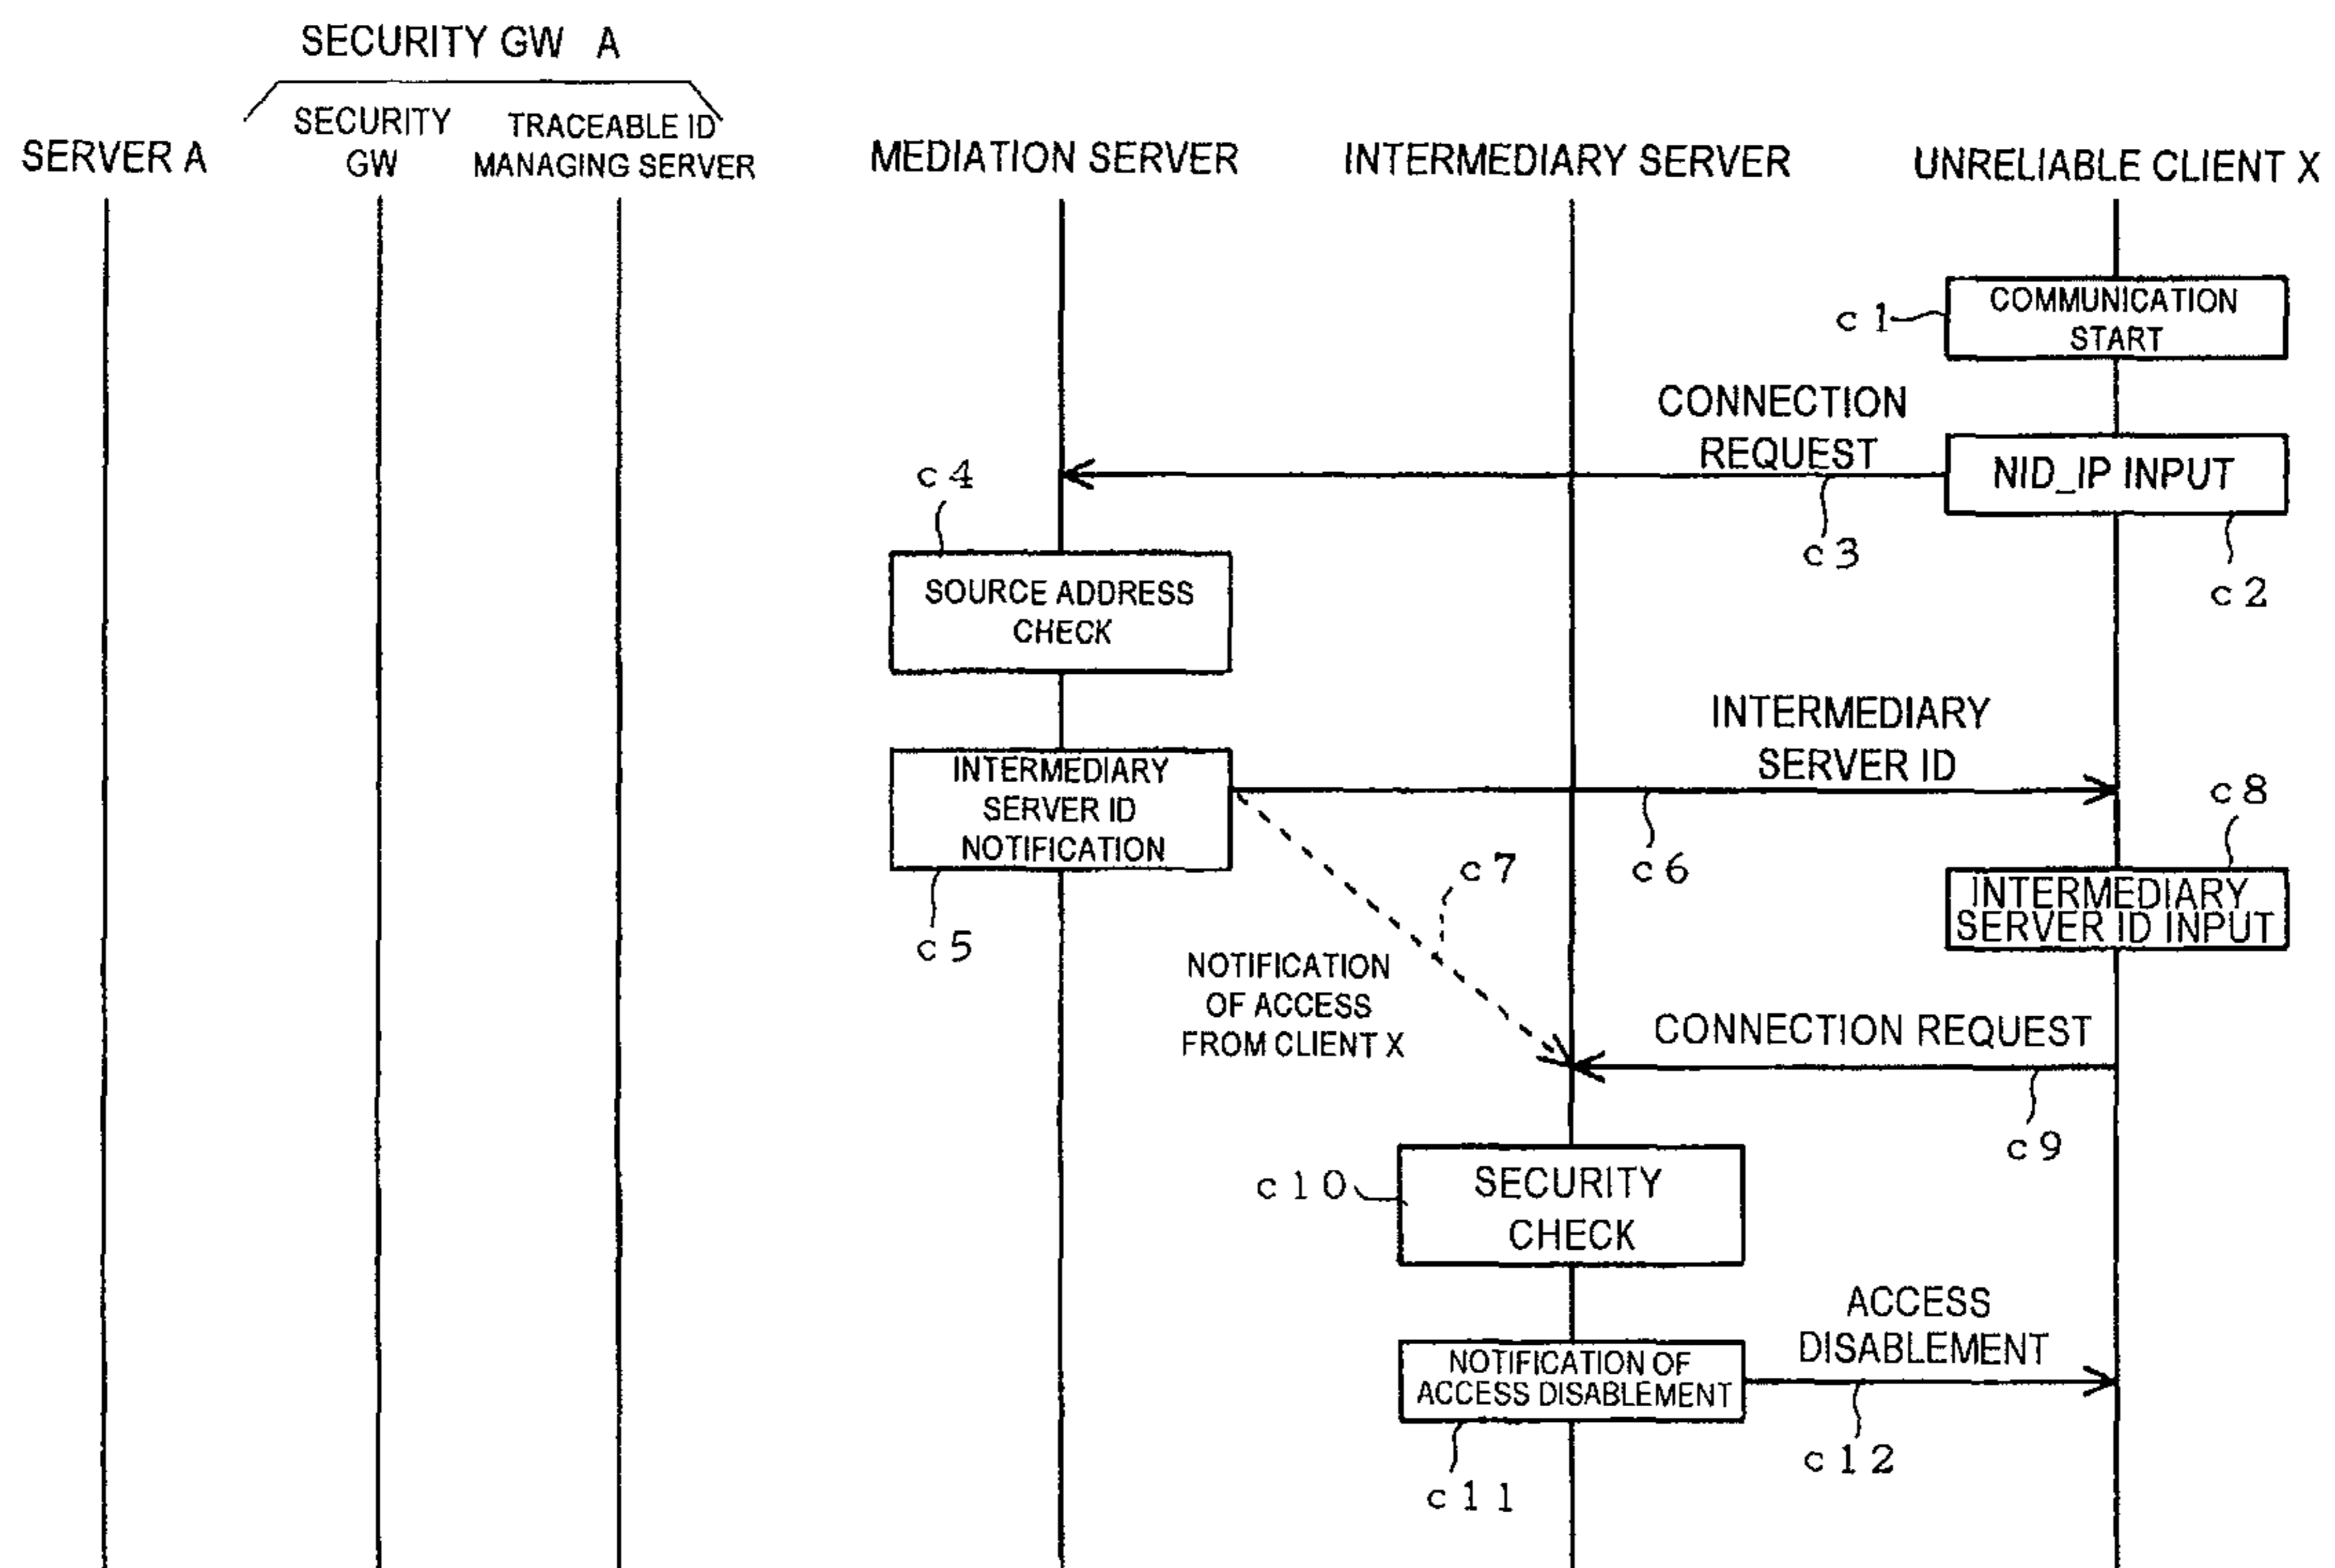 SECURITY GW A
SECURITY
GW
TRACEABLE ID
MANAGING SERVER
SERVER A
MEDIATION SERVER
INTERMEDIARY SERVER
UNRELIABLE CLIENT X
c1
COMMUNICATION
START
CONNECTION
REQUEST
NID_IP INPUT
c4
c3
c2
SOURCE ADDRESS
CHECK
INTERMEDIARY
SERVER ID
INTERMEDIARY
SERVER ID
NOTIFICATION
c8
c7
c6
INTERMEDIARY
SERVER ID INPUT
c5
NOTIFICATION
OF ACCESS
FROM CLIENT X
CONNECTION REQUEST
c9
c10
SECURITY
CHECK
ACCESS
DISABLEMENT
NOTIFICATION OF
ACCESS DISABLEMENT
c12
c11